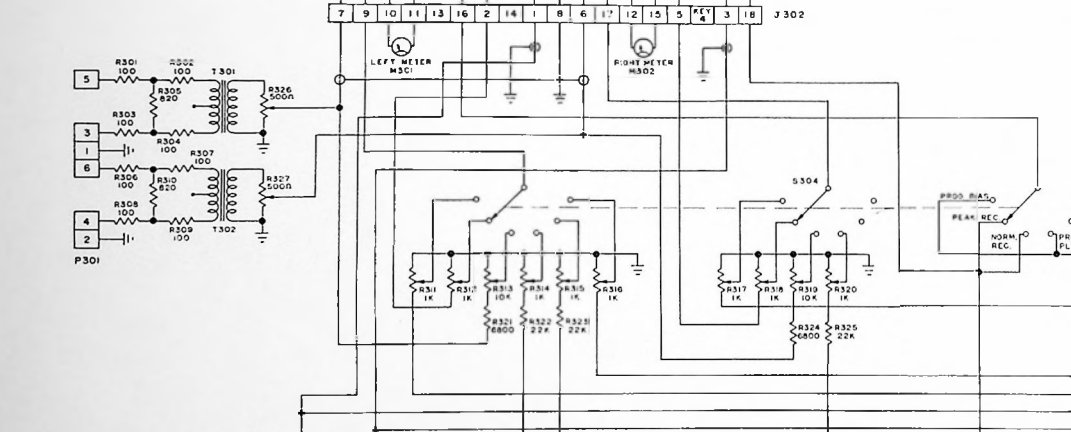 7 9 10 11 13 16 2 14 1 8 6 17 12 15 5 KEY 4 3 18 J302
LEFT METER
M301
RIGHT METER
M302
5
R301
100
R302
100
T301
R305
820
R326
500Ω
3
R303
100
R304
100
1
6
R306
100
R307
100
R310
820
R327
500Ω
4
R308
100
R309
100
T302
2
P301
S304
PROD. BIAS
PEAK REC.
NORM.
REC.
PR
PL
R311
1K
R312
1K
R313
10K
R314
1K
R315
1K
R316
1K
R317
1K
R318
1K
R319
10K
R320
1K
R321
6800
R322
22K
R323
22K
R324
6800
R325
22K